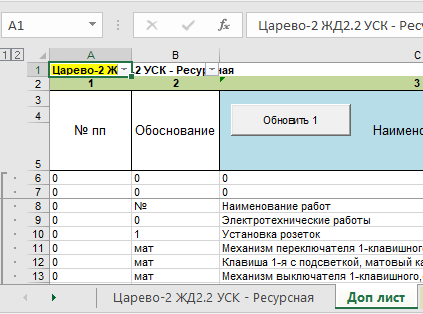 A1 Царево-2 ЖД2.2 УСК - Ресу
1 2 A B C
1 Царево-2 ЖД2.2 УСК - Ресурсная
2 1 2 3
3
4
5 № пп Обоснование Обновить 1 Наимено
6 0 0 0
7 0 0 0
8 0 № Наименование работ
9 0 0 Электротехнические работы
10 0 1 Установка розеток
11 0 мат Механизм переключателя 1-клавишного
12 0 мат Клавиша 1-я с подсветкой, матовый ка
13 0 мат Механизм выключателя 1-клавишного,
Царево-2 ЖД2.2 УСК - Ресурсная Доп лист